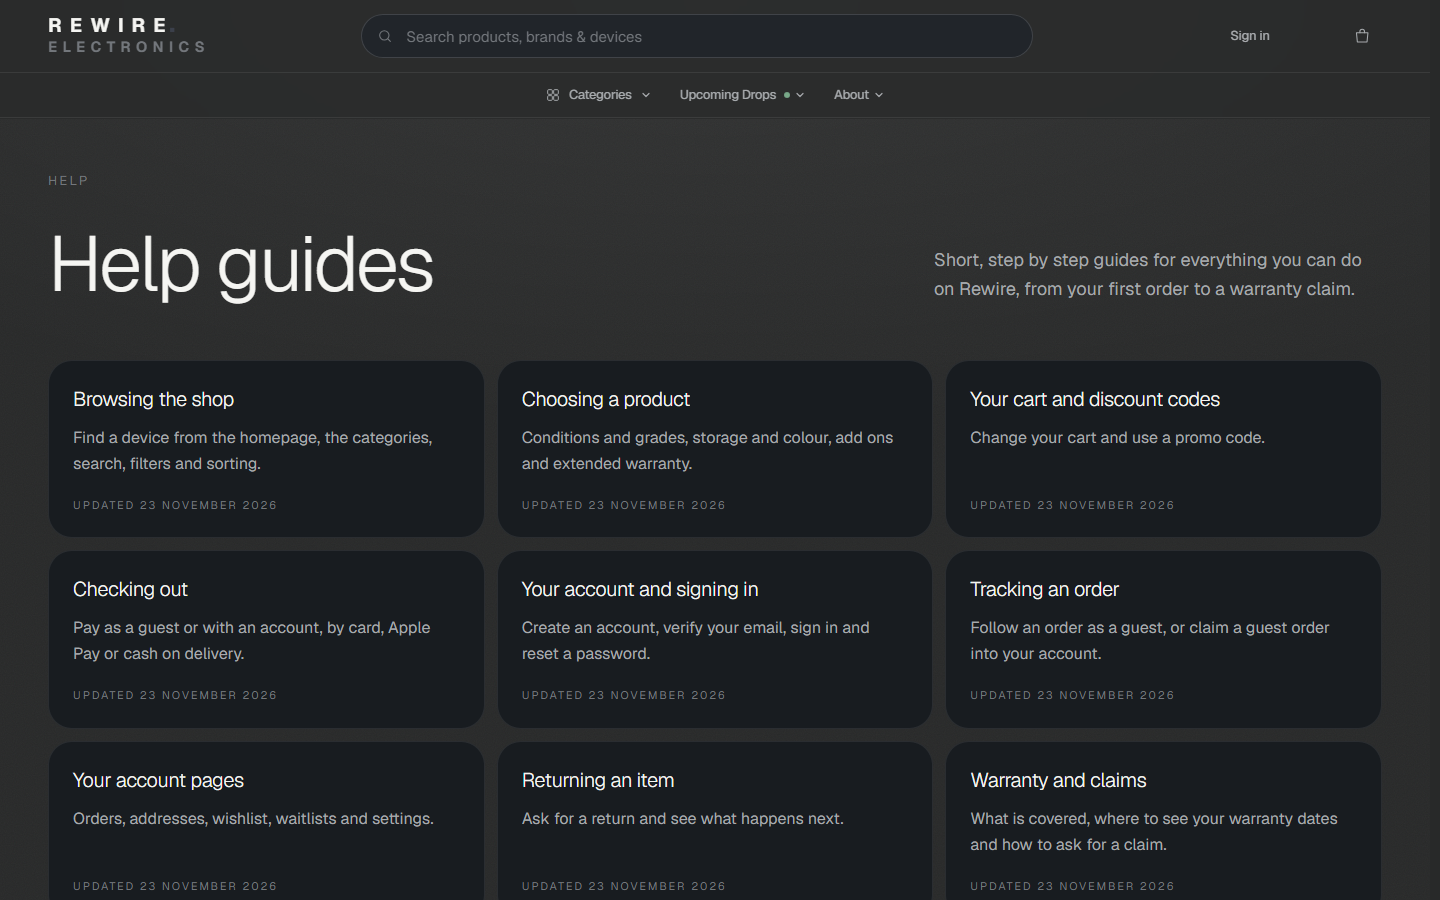 REWIRE.
ELECTRONICS
Search products, brands & devices
Sign in
Categories
Upcoming Drops
About
HELP
Help guides
Short, step by step guides for everything you can do
on Rewire, from your first order to a warranty claim.
Browsing the shop
Find a device from the homepage, the categories,
search, filters and sorting.
UPDATED 23 NOVEMBER 2026
Choosing a product
Conditions and grades, storage and colour, add ons
and extended warranty.
UPDATED 23 NOVEMBER 2026
Your cart and discount codes
Change your cart and use a promo code.
UPDATED 23 NOVEMBER 2026
Checking out
Pay as a guest or with an account, by card, Apple
Pay or cash on delivery.
UPDATED 23 NOVEMBER 2026
Your account and signing in
Create an account, verify your email, sign in and
reset a password.
UPDATED 23 NOVEMBER 2026
Tracking an order
Follow an order as a guest, or claim a guest order
into your account.
UPDATED 23 NOVEMBER 2026
Your account pages
Orders, addresses, wishlist, waitlists and settings.
UPDATED 23 NOVEMBER 2026
Returning an item
Ask for a return and see what happens next.
UPDATED 23 NOVEMBER 2026
Warranty and claims
What is covered, where to see your warranty dates
and how to ask for a claim.
UPDATED 23 NOVEMBER 2026